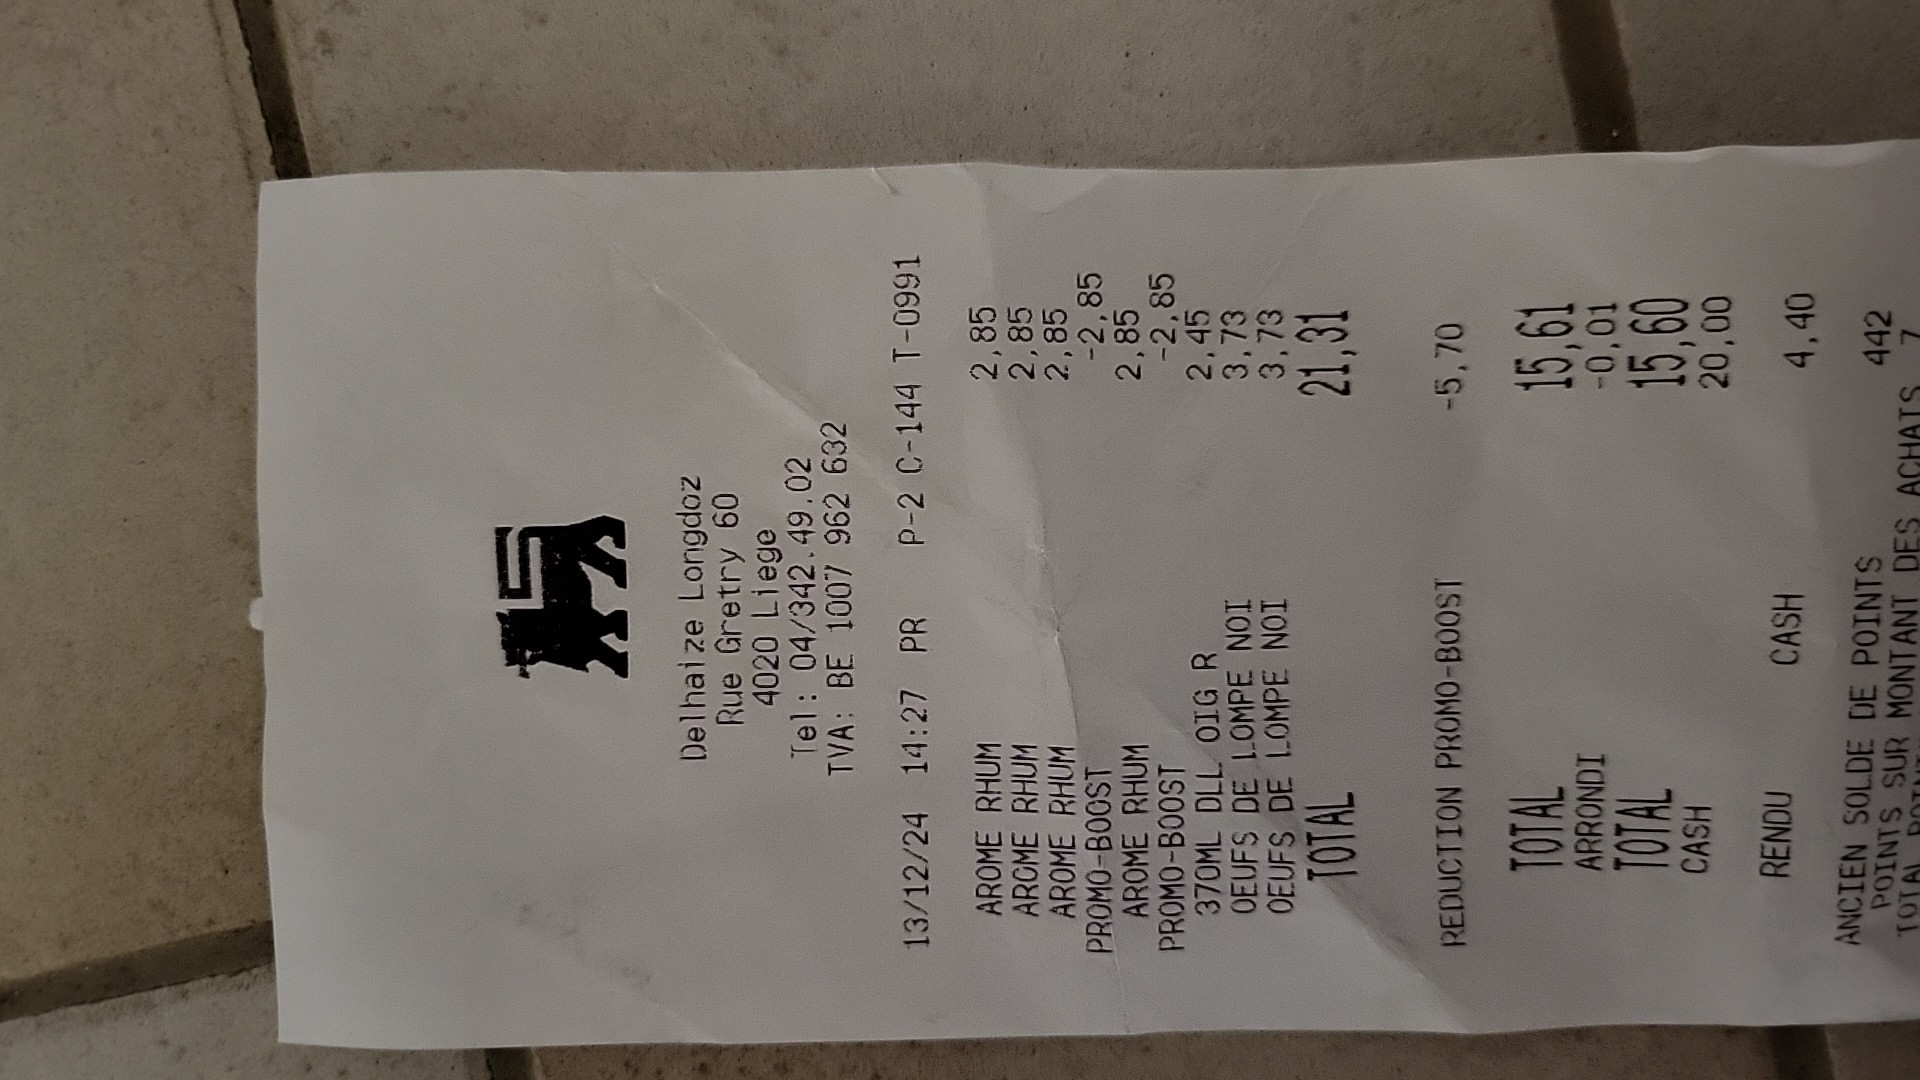 Delhaize Longdoz
Rue Gretry 60
4020 Liege
Tel: 04/342.49.02
TVA: BE 1007 962 632
13/12/24 14:27 PR P-2 C-144 T-0991
AROME RHUM 2,85
AROME RHUM 2,85
AROME RHUM 2,85
PROMO-BOOST -2,85
AROME RHUM 2,85
PROMO-BOOST -2,85
370ML DLL OIG R 2,45
OEUFS DE LOMPE NOI 3,73
OEUFS DE LOMPE NOI 3,73
TOTAL 21,31
REDUCTION PROMO-BOOST -5,70
TOTAL 15,61
ARRONDI -0,01
TOTAL 15,60
CASH 20,00
RENDU CASH 4,40
ANCIEN SOLDE DE POINTS 442
POINTS SUR MONTANT DES ACHATS 7
TOTAL